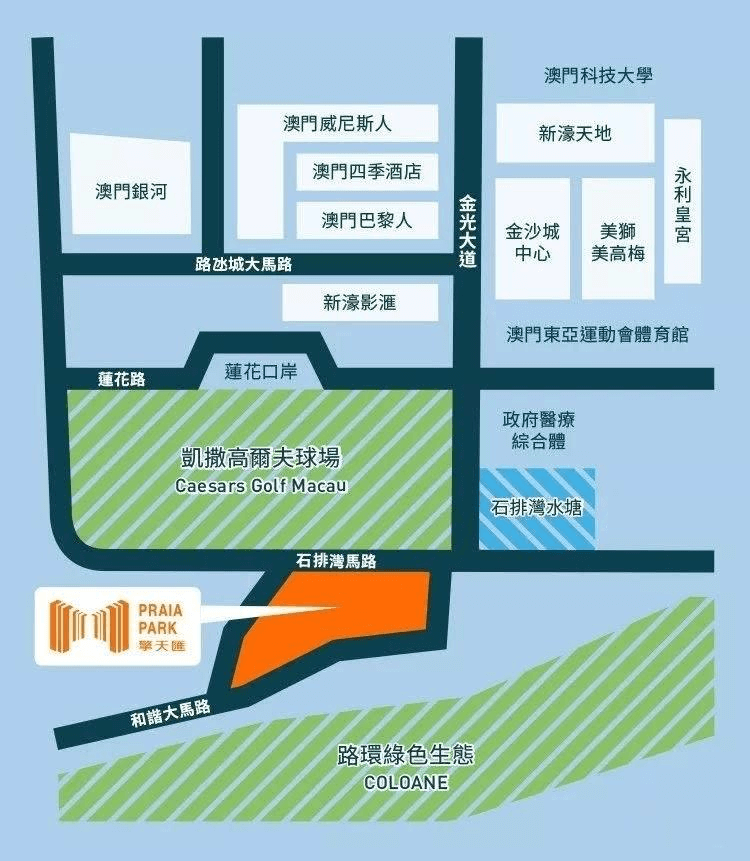 澳門科技大學
澳門威尼斯人
新濠天地
澳門四季酒店
澳門銀河
永利皇宮
澳門巴黎人
金光大道
金沙城
中心
美獅
美高梅
路氹城大馬路
新濠影滙
澳門東亞運動會體育館
蓮花路
蓮花口岸
政府醫療
綜合體
凱撒高爾夫球場
Caesars Golf Macau
石排灣水塘
石排灣馬路
PRAIA
PARK
擎天匯
和諧大馬路
路環綠色生態
COLOANE